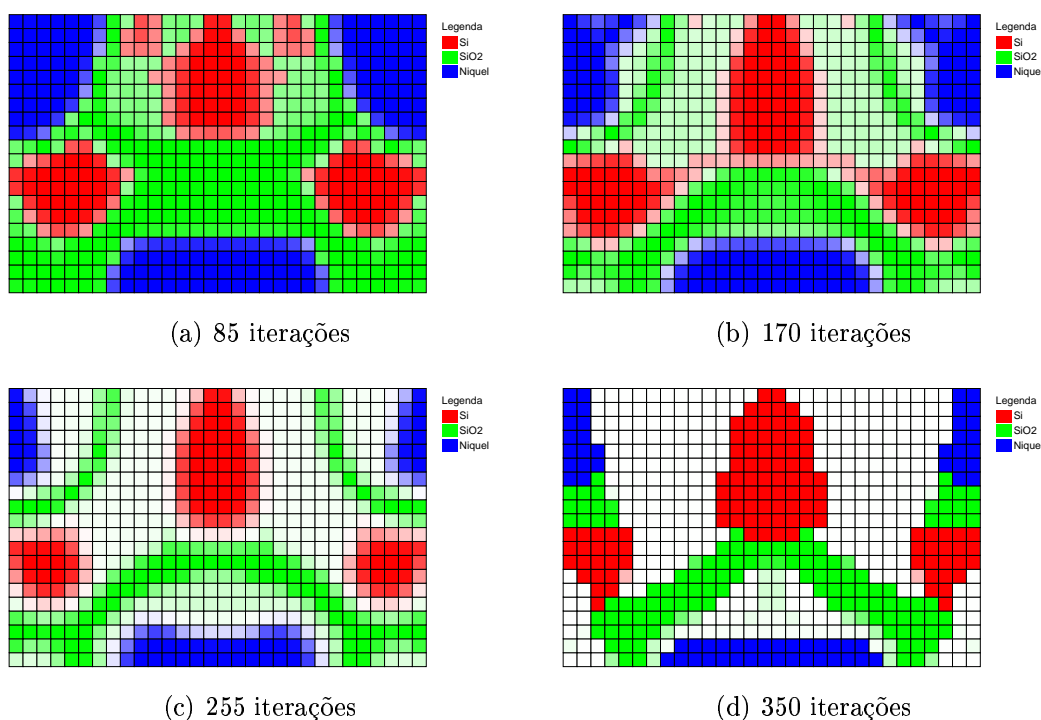 Legenda
Si
SiO2
Niquel
Legenda
Si
SiO2
Nique
(a) 85 iterações
(b) 170 iterações
Legenda
Si
SiO2
Niquel
Legenda
Si
SiO2
Nique
(c) 255 iterações
(d) 350 iterações